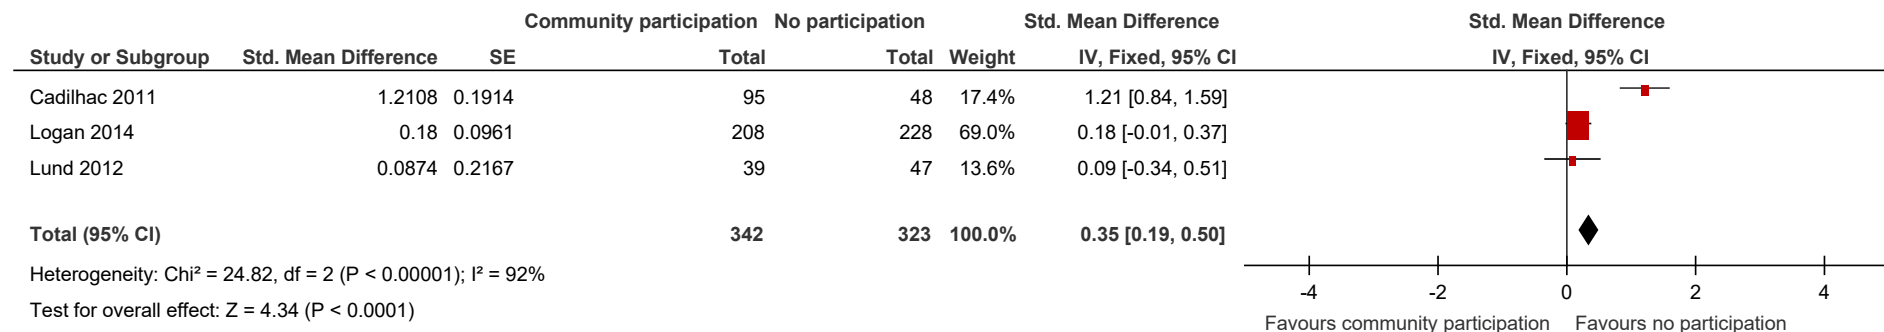 Community participation No participation Std. Mean Difference Std. Mean Difference
Study or Subgroup Std. Mean Difference SE Total Total Weight IV, Fixed, 95% CI IV, Fixed, 95% CI
Cadilhac 2011 1.2108 0.1914 95 48 17.4% 1.21 [0.84, 1.59]
Logan 2014 0.18 0.0961 208 228 69.0% 0.18 [-0.01, 0.37]
Lund 2012 0.0874 0.2167 39 47 13.6% 0.09 [-0.34, 0.51]
Total (95% CI) 342 323 100.0% 0.35 [0.19, 0.50]
Heterogeneity: Chi² = 24.82, df = 2 (P < 0.00001); I² = 92%
Test for overall effect: Z = 4.34 (P < 0.0001)
-4 -2 0 2 4
Favours community participation Favours no participation